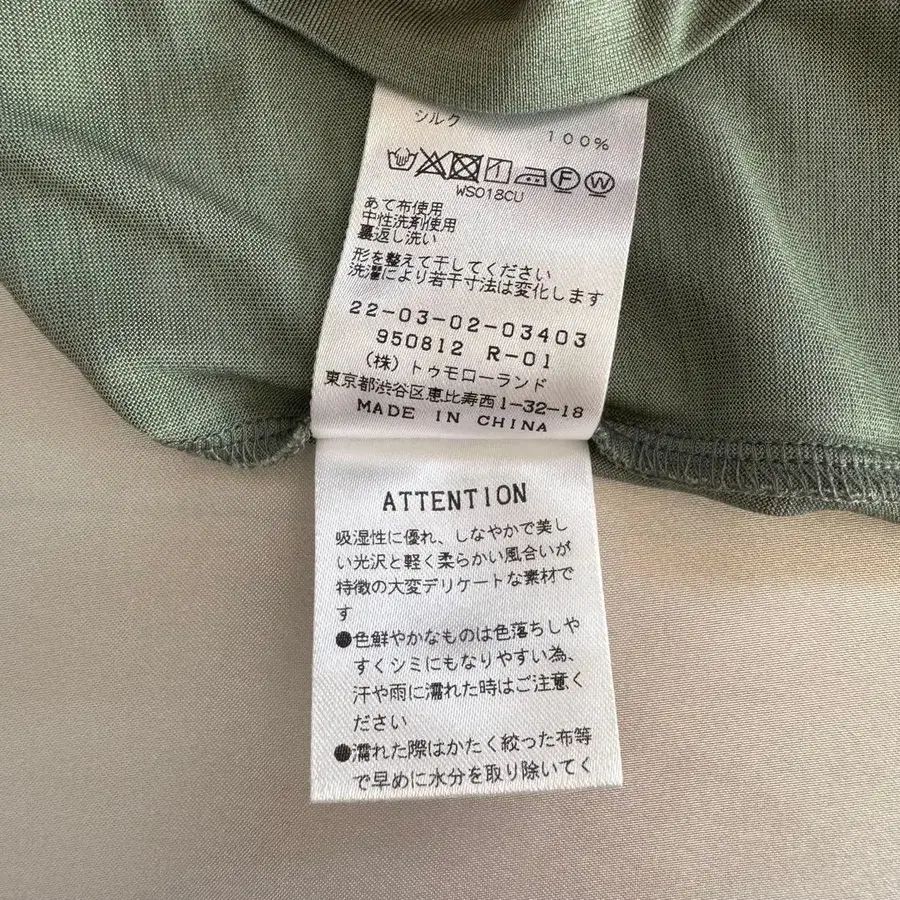 シルク 100%
F W
WS018CU
あて布使用
中性洗剤使用
裏返し洗い
形を整えて干してください
洗濯により若干寸法は変化します
22-03-02-03403
950812 R-01
(株)トゥモローランド
東京都渋谷区恵比寿西1-32-18
MADE IN CHINA
ATTENTION
吸湿性に優れ、しなやかで美し
い光沢と軽く柔らかい風合いが
特徴の大変デリケートな素材で
す
●色鮮やかなものは色落ちしや
すくシミにもなりやすい為、
汗や雨に濡れた時はご注意く
ださい
●濡れた際はかたく絞った布等
で早めに水分を取り除いてく